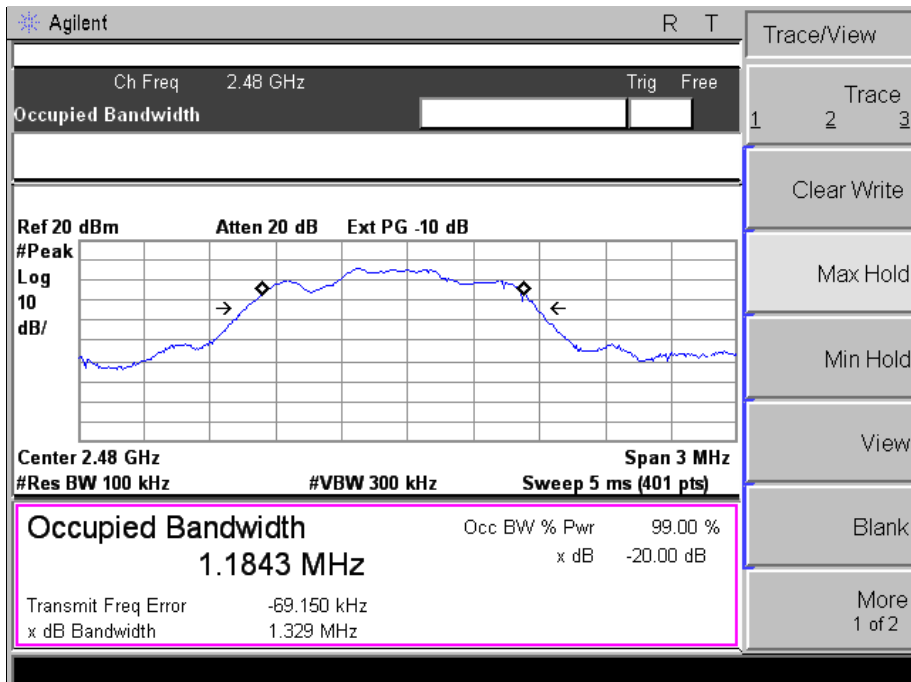 Agilent R T
Ch Freq 2.48 GHz Trig Free
Occupied Bandwidth
Ref 20 dBm Atten 20 dB Ext PG -10 dB
#Peak
Log
10
dB/
Center 2.48 GHz Span 3 MHz
#Res BW 100 kHz #VBW 300 kHz Sweep 5 ms (401 pts)
Occupied Bandwidth
1.1843 MHz
Occ BW % Pwr 99.00 %
x dB -20.00 dB
Transmit Freq Error -69.150 kHz
x dB Bandwidth 1.329 MHz
Trace/View
Trace
1 2 3
Clear Write
Max Hold
Min Hold
View
Blank
More
1 of 2